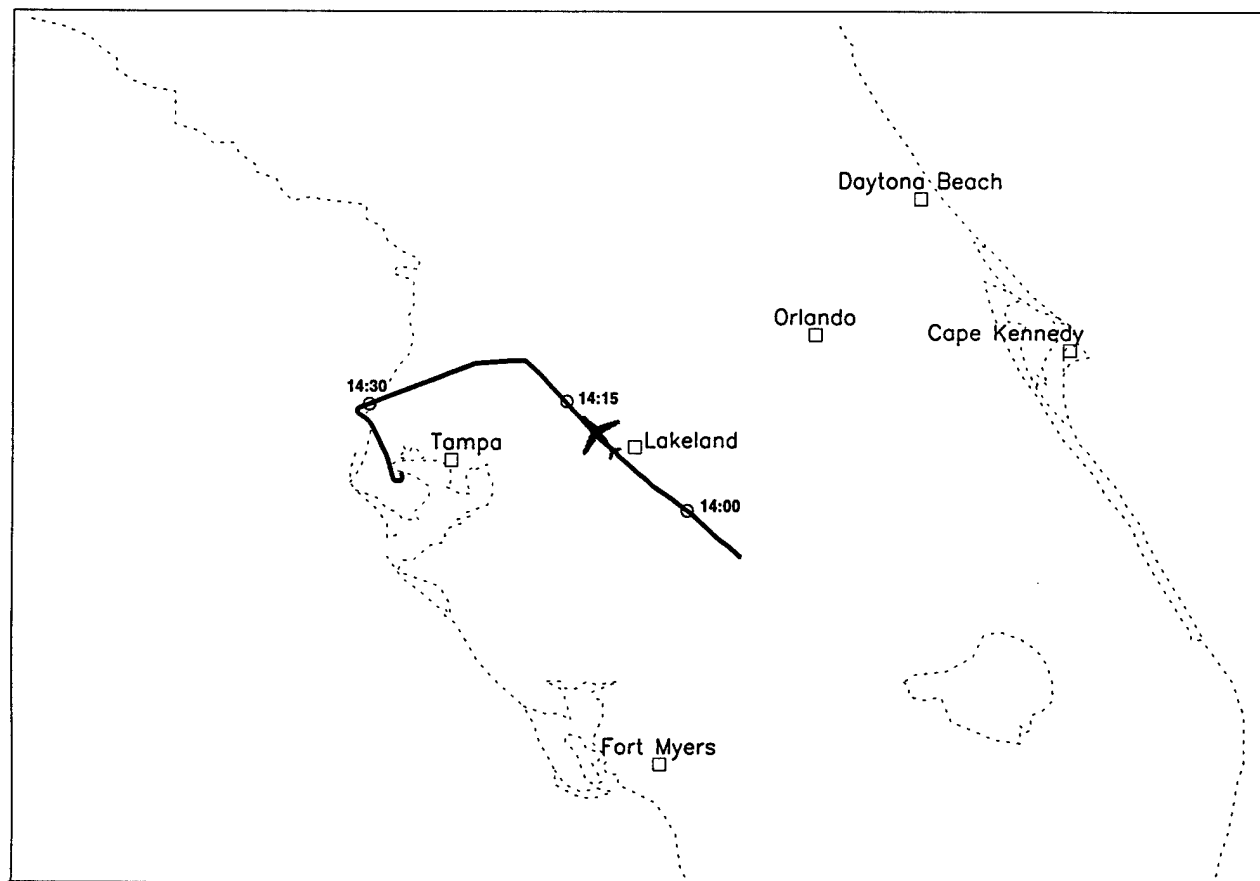 Daytona Beach
Orlando
Cape Kennedy
14:30
14:15
Tampa
Lakeland
14:00
Fort Myers